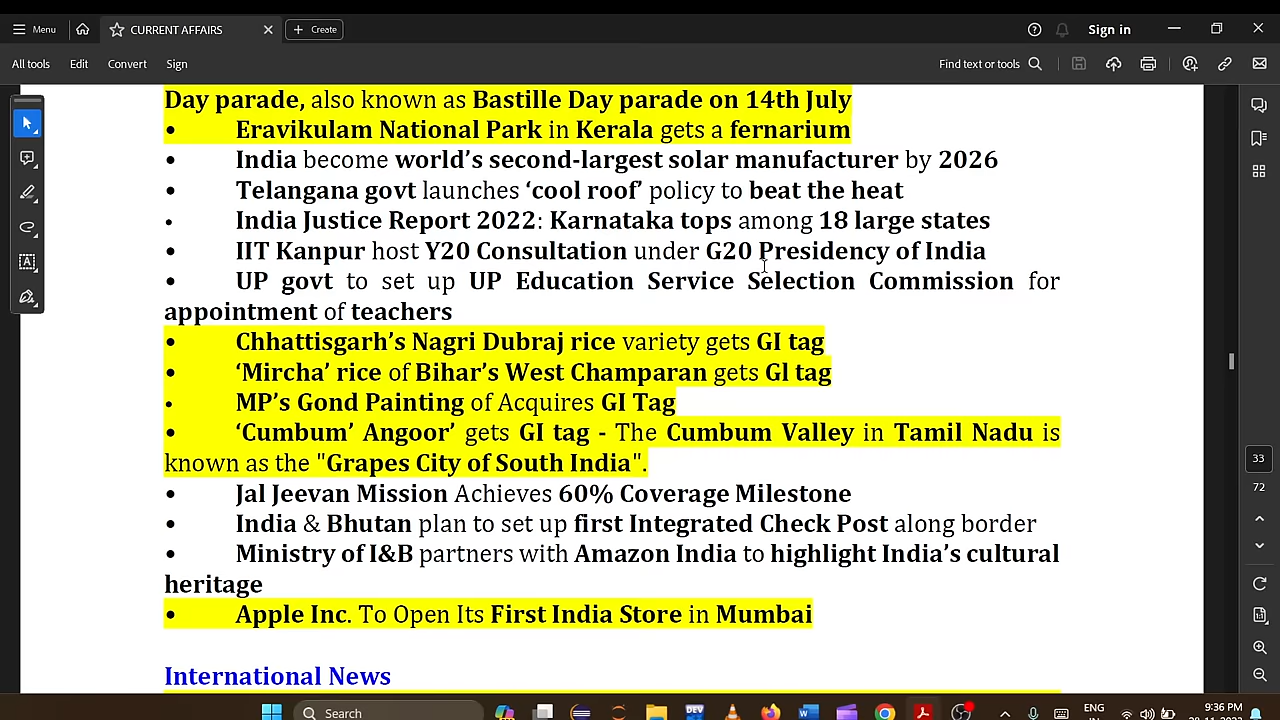 Menu
CURRENT AFFAIRS
Create
Sign in
All tools
Edit
Convert
Sign
Find text or tools
Day parade, also known as Bastille Day parade on 14th July
• Eravikulam National Park in Kerala gets a fernarium
• India become world’s second-largest solar manufacturer by 2026
• Telangana govt launches ‘cool roof’ policy to beat the heat
• India Justice Report 2022: Karnataka tops among 18 large states
• IIT Kanpur host Y20 Consultation under G20 Presidency of India
• UP govt to set up UP Education Service Selection Commission for
appointment of teachers
• Chhattisgarh’s Nagri Dubraj rice variety gets GI tag
• ‘Mircha’ rice of Bihar’s West Champaran gets GI tag
• MP’s Gond Painting of Acquires GI Tag
• ‘Cumbum’ Angoor’ gets GI tag - The Cumbum Valley in Tamil Nadu is
known as the "Grapes City of South India".
• Jal Jeevan Mission Achieves 60% Coverage Milestone
• India & Bhutan plan to set up first Integrated Check Post along border
• Ministry of I&B partners with Amazon India to highlight India’s cultural
heritage
• Apple Inc. To Open Its First India Store in Mumbai
International News
33
72
Search
DEV
ENG
IN
9:36 PM